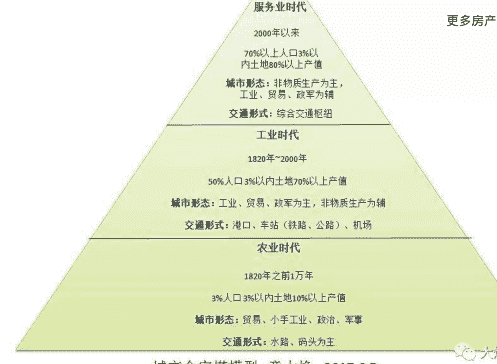 服务业时代
更多房产
2000年以来
70%以上人口3%以
内土地80%以上产值
城市形态：非物质生产为主，
工业、贸易、政军为辅
交通形式：综合交通枢纽
工业时代
1820年~2000年
50%人口3%以内土地70%以上产值
城市形态：工业、贸易、政军为主，非物质生产为辅
交通形式：港口、车站（铁路、公路）、机场
农业时代
1820年之前1万年
3%人口3%以内土地10%以上产值
城市形态：贸易、小手工业、政治、军事
交通形式：水路、码头为主